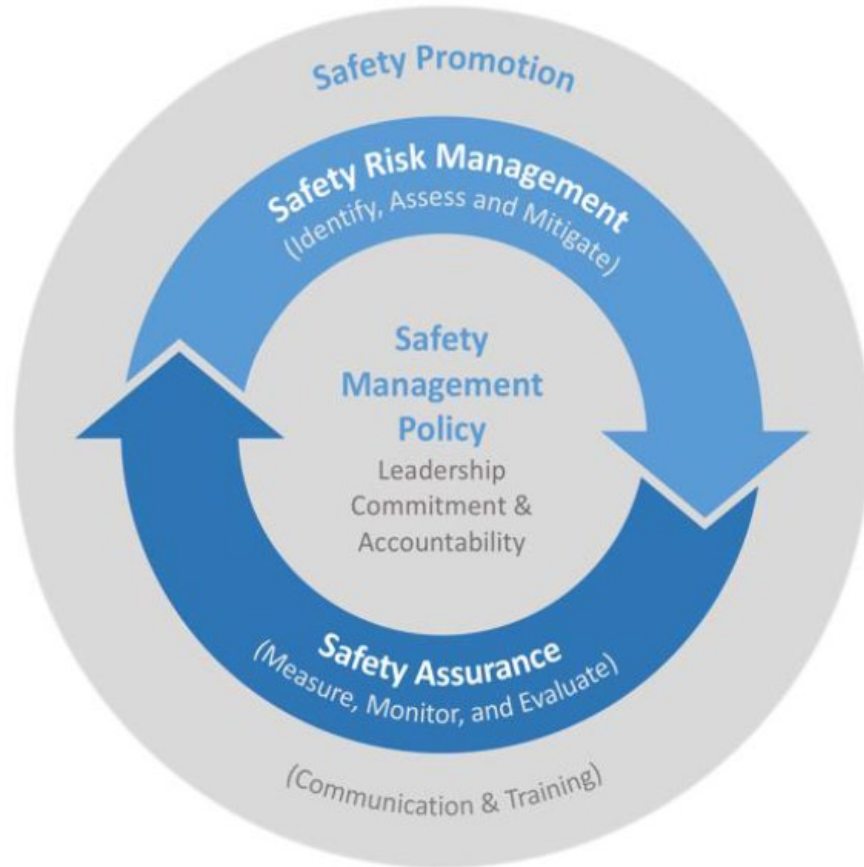 Safety Promotion
Safety Risk Management
(Identify, Assess and Mitigate)
Safety
Management
Policy
Leadership
Commitment &
Accountability
Safety Assurance
(Measure, Monitor, and Evaluate)
(Communication & Training)